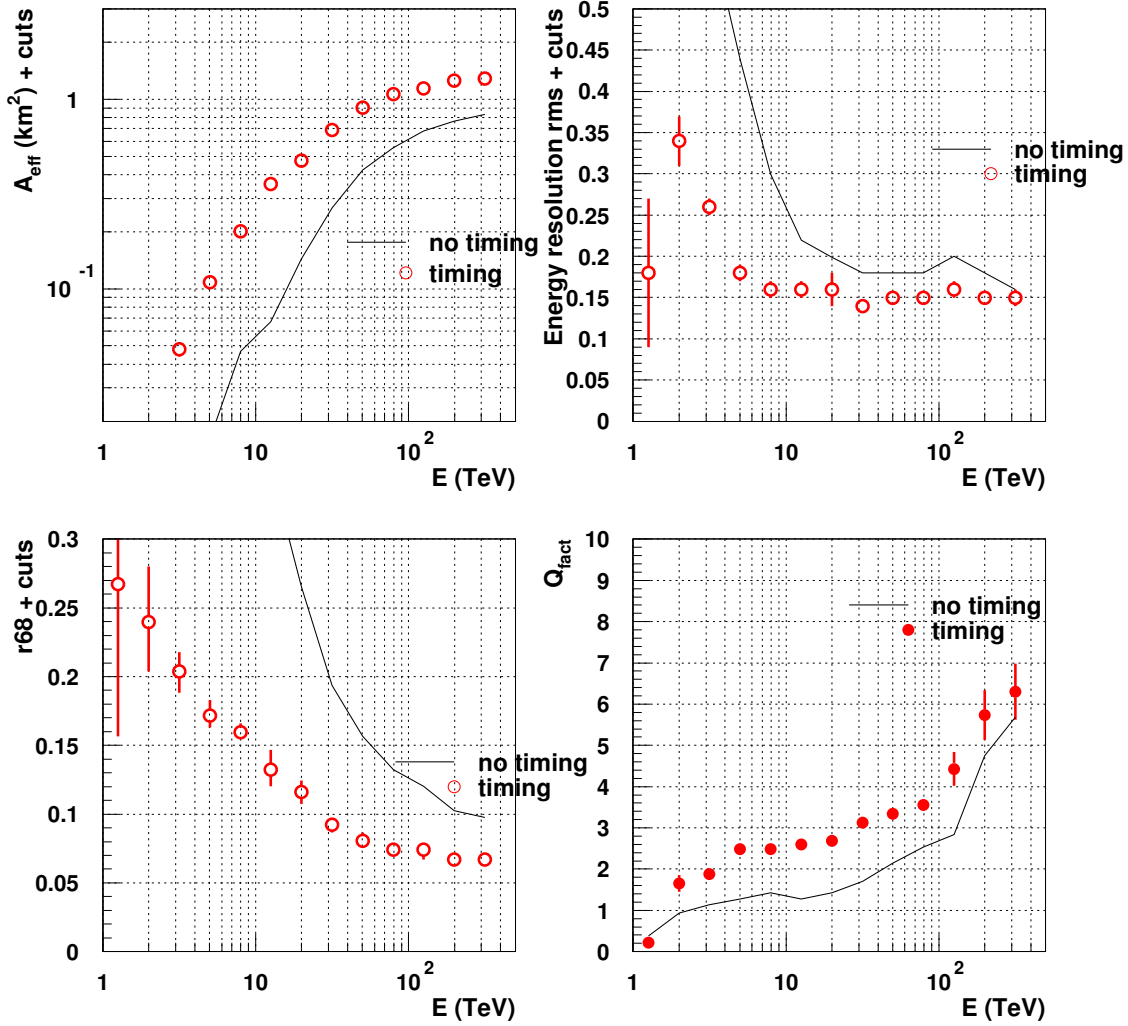 A_eff (km²) + cuts
1
10⁻¹
no timing
timing
1
10
10²
E (TeV)
Energy resolution rms + cuts
0.5
0.45
0.4
0.35
0.3
0.25
0.2
0.15
0.1
0.05
0
no timing
timing
1
10
10²
E (TeV)
r68 + cuts
0.3
0.25
0.2
0.15
0.1
0.05
0
no timing
timing
1
10
10²
E (TeV)
Q_fact
10
9
8
7
6
5
4
3
2
1
0
no timing
timing
1
10
10²
E (TeV)